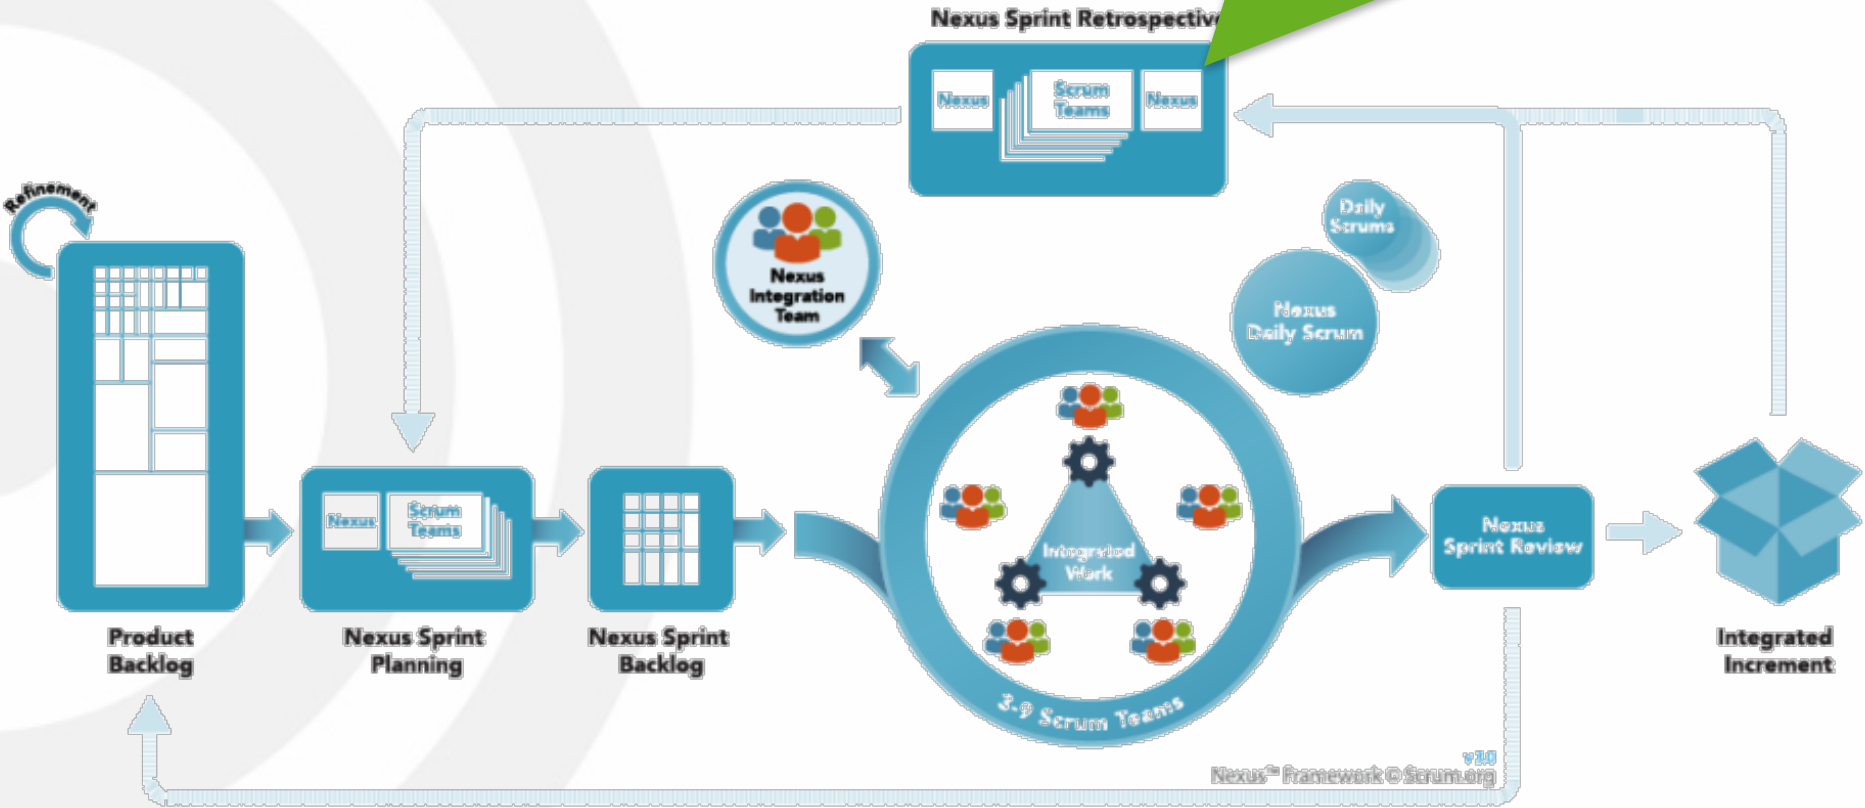 Nexus Sprint Retrospective
Nexus
Scrum
Teams
Nexus
Refinement
Daily
Scrums
Nexus
Integration
Team
Nexus
Daily Scrum
Nexus
Scrum
Teams
Integrated
Work
Nexus
Sprint Review
Product
Backlog
Nexus Sprint
Planning
Nexus Sprint
Backlog
3-9 Scrum Teams
Integrated
Increment
v3.0
Nexus™ Framework © Scrum.org